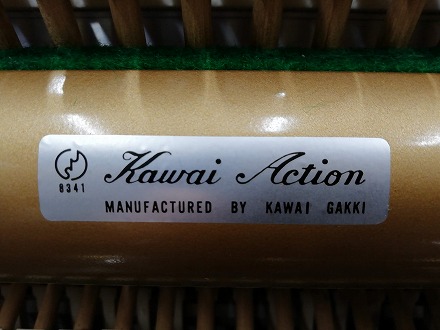 Kawai Action
8341
MANUFACTURED BY KAWAI GAKKI